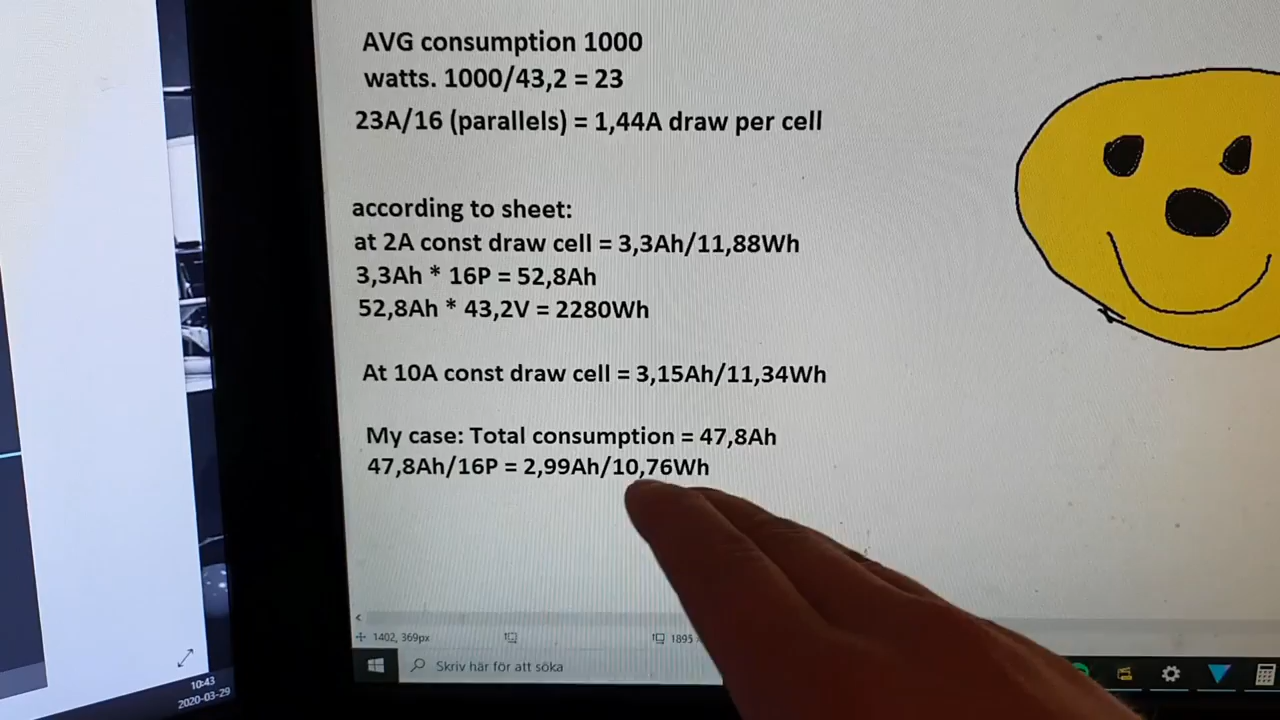 AVG consumption 1000
watts. 1000/43,2 = 23
23A/16 (parallels) = 1,44A draw per cell
according to sheet:
at 2A const draw cell = 3,3Ah/11,88Wh
3,3Ah * 16P = 52,8Ah
52,8Ah * 43,2V = 2280Wh
At 10A const draw cell = 3,15Ah/11,34Wh
My case: Total consumption = 47,8Ah
47,8Ah/16P = 2,99Ah/10,76Wh
1402, 369px
1895
Skriv här för att söka
10:43
2020-03-29